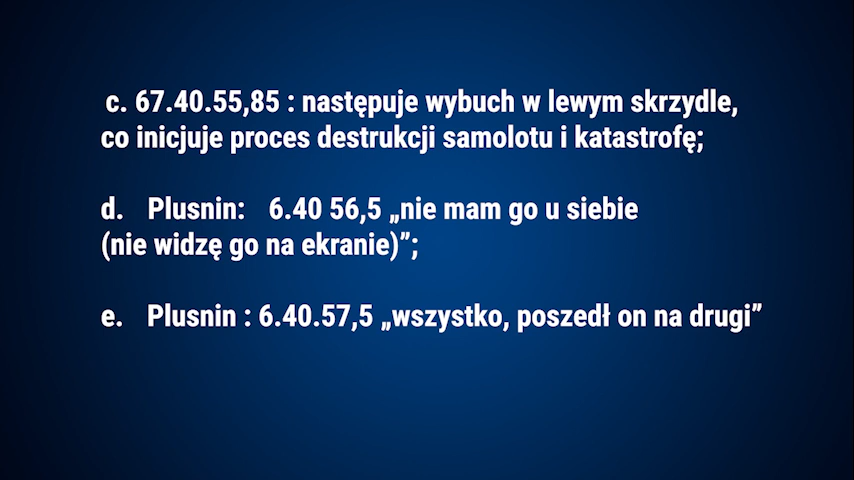 c. 67.40.55,85 : następuje wybuch w lewym skrzydle,
co inicjuje proces destrukcji samolotu i katastrofę;
d. Plusnin: 6.40 56,5 „nie mam go u siebie
(nie widzę go na ekranie)”;
e. Plusnin : 6.40.57,5 „wszystko, poszedł on na drugi”